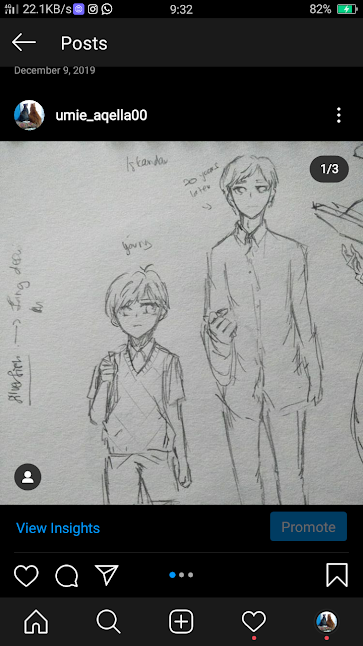 22.1KB/s
9:32
82%
Posts
December 9, 2019
umie_aqella00
1/3
Iskandar
20 years
later
View Insights
Promote